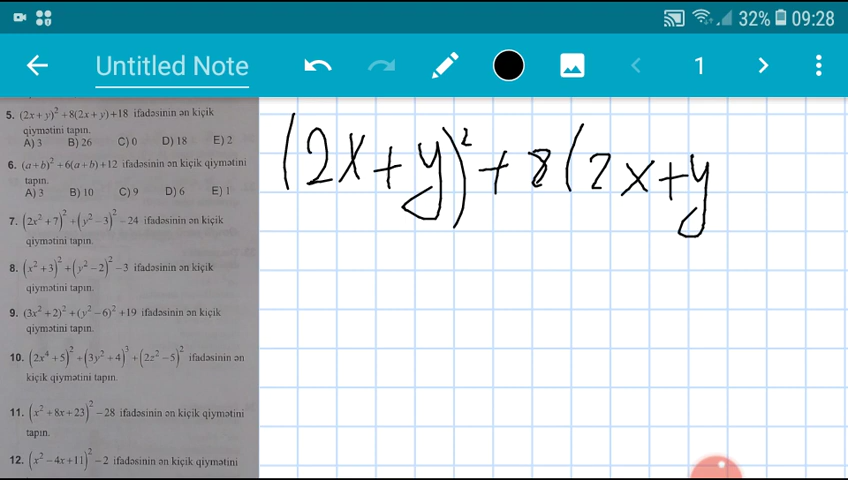 32% 09:28
Untitled Note 1
5. (2x+y)² +8(2x+y)+18 ifadəsinin ən kiçik
qiymətini tapın.
A) 3 B) 26 C) 0 D) 18 E) 2
6. (a+b)² +6(a+b)+12 ifadəsinin ən kiçik qiymətini
tapın.
A) 3 B) 10 C) 9 D) 6 E) 1
7. (2x² +7)² +(y² −3)² −24 ifadəsinin ən kiçik
qiymətini tapın.
8. (x² +3)² +(y² −2)² −3 ifadəsinin ən kiçik
qiymətini tapın.
9. (3x² +2)² +(y² −6)² +19 ifadəsinin ən kiçik
qiymətini tapın.
10. (2x⁴ +5)² +(3y² +4)³ +(2z² −5)² ifadəsinin ən
kiçik qiymətini tapın.
11. (x² +8x+23)² −28 ifadəsinin ən kiçik qiymətini
tapın.
12. (x² −4x+11)² −2 ifadəsinin ən kiçik qiymətini
(2x+y)² + 8(2x+y